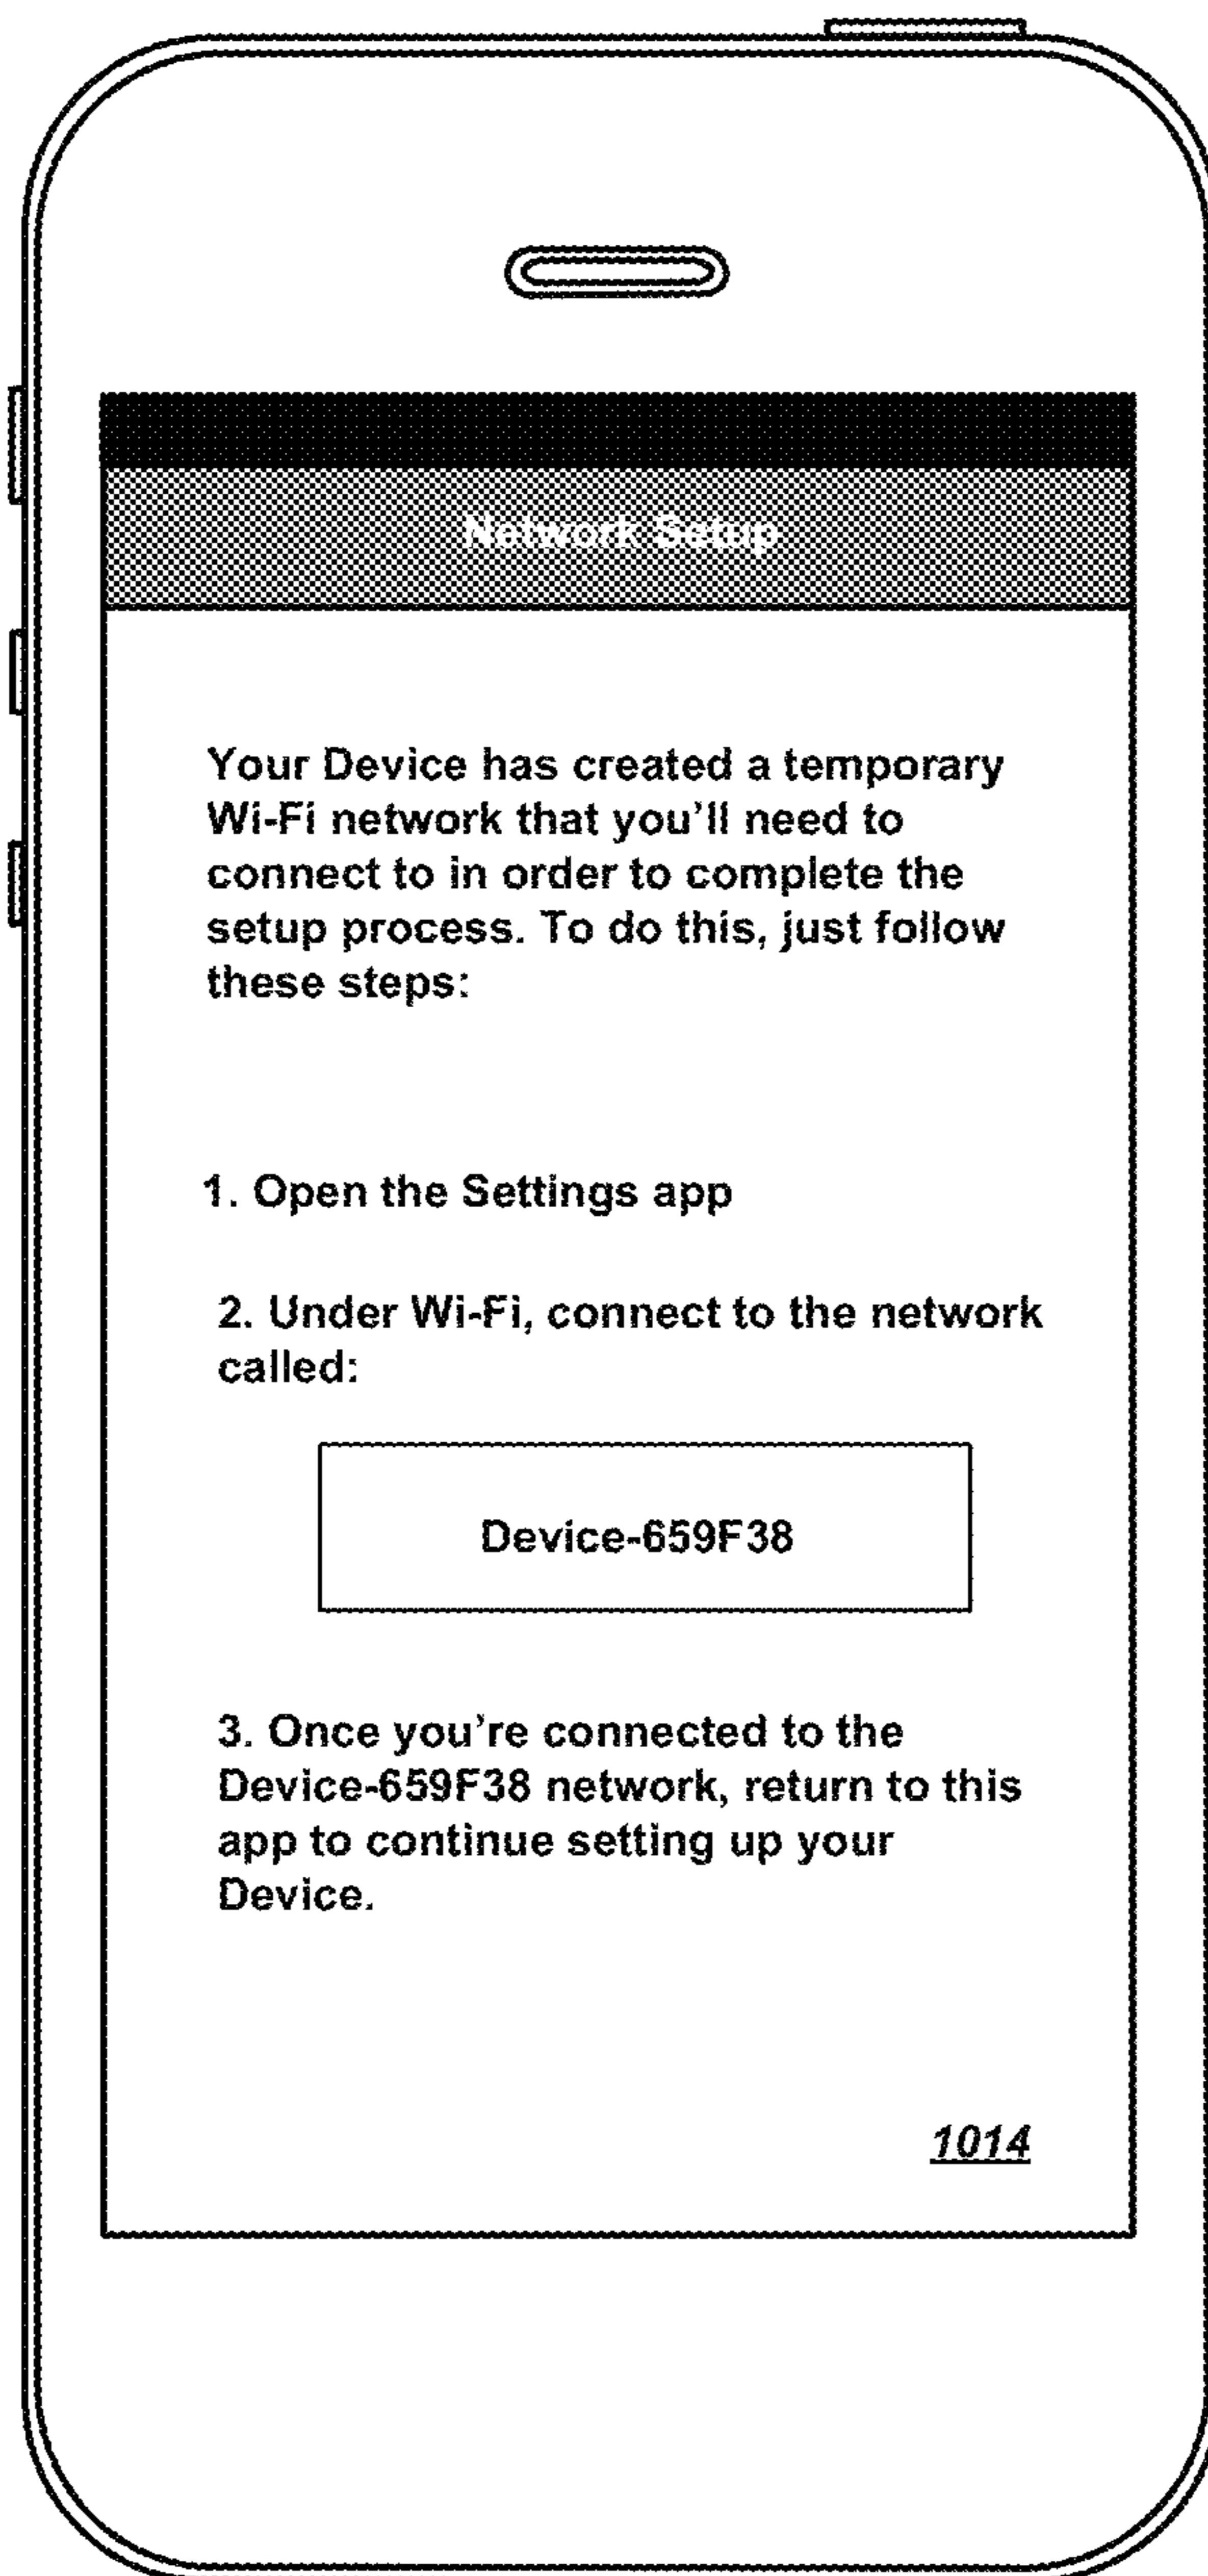 Network Setup
Your Device has created a temporary
Wi-Fi network that you'll need to
connect to in order to complete the
setup process. To do this, just follow
these steps:
1. Open the Settings app
2. Under Wi-Fi, connect to the network
called:
Device-659F38
3. Once you're connected to the
Device-659F38 network, return to this
app to continue setting up your
Device.
1014